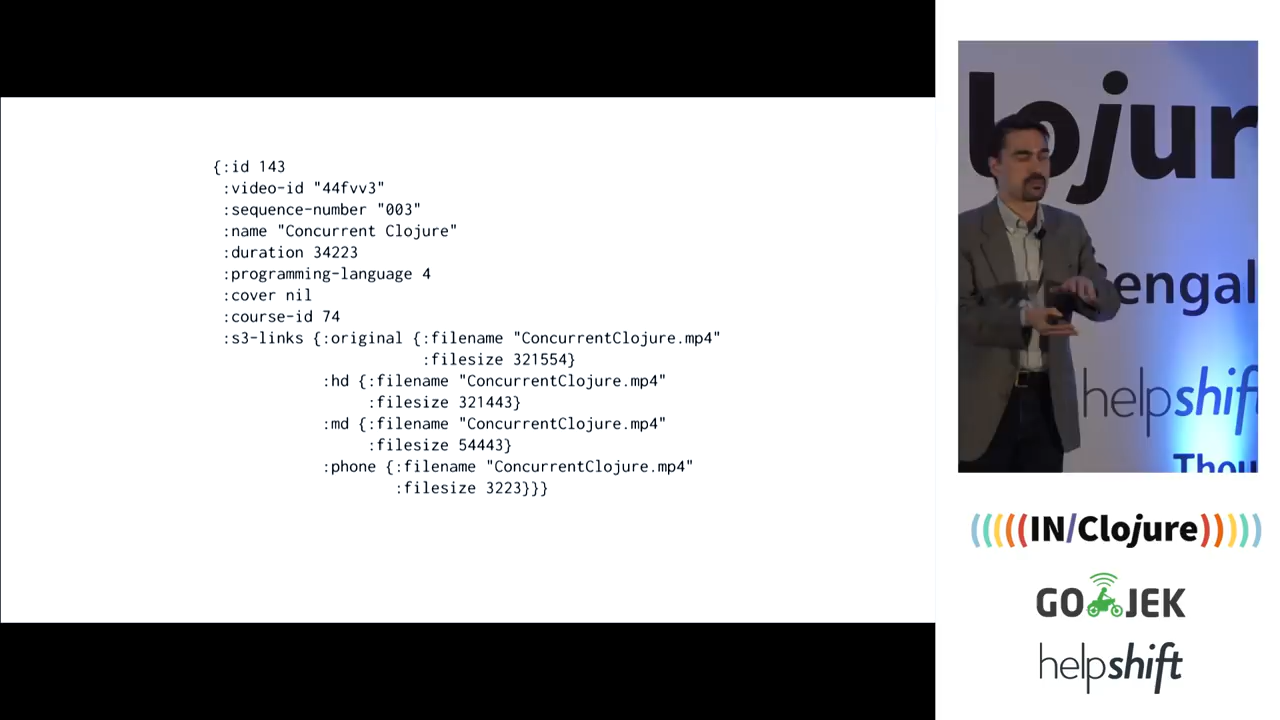 {:id 143
:video-id "44fvv3"
:sequence-number "003"
:name "Concurrent Clojure"
:duration 34223
:programming-language 4
:cover nil
:course-id 74
:s3-links {:original {:filename "ConcurrentClojure.mp4"
:filesize 321554}
:hd {:filename "ConcurrentClojure.mp4"
:filesize 321443}
:md {:filename "ConcurrentClojure.mp4"
:filesize 54443}
:phone {:filename "ConcurrentClojure.mp4"
:filesize 3223}}}
lojur
engal
helpshif
Thou
(((((IN/Clojure)))))
GO JEK
helpshift